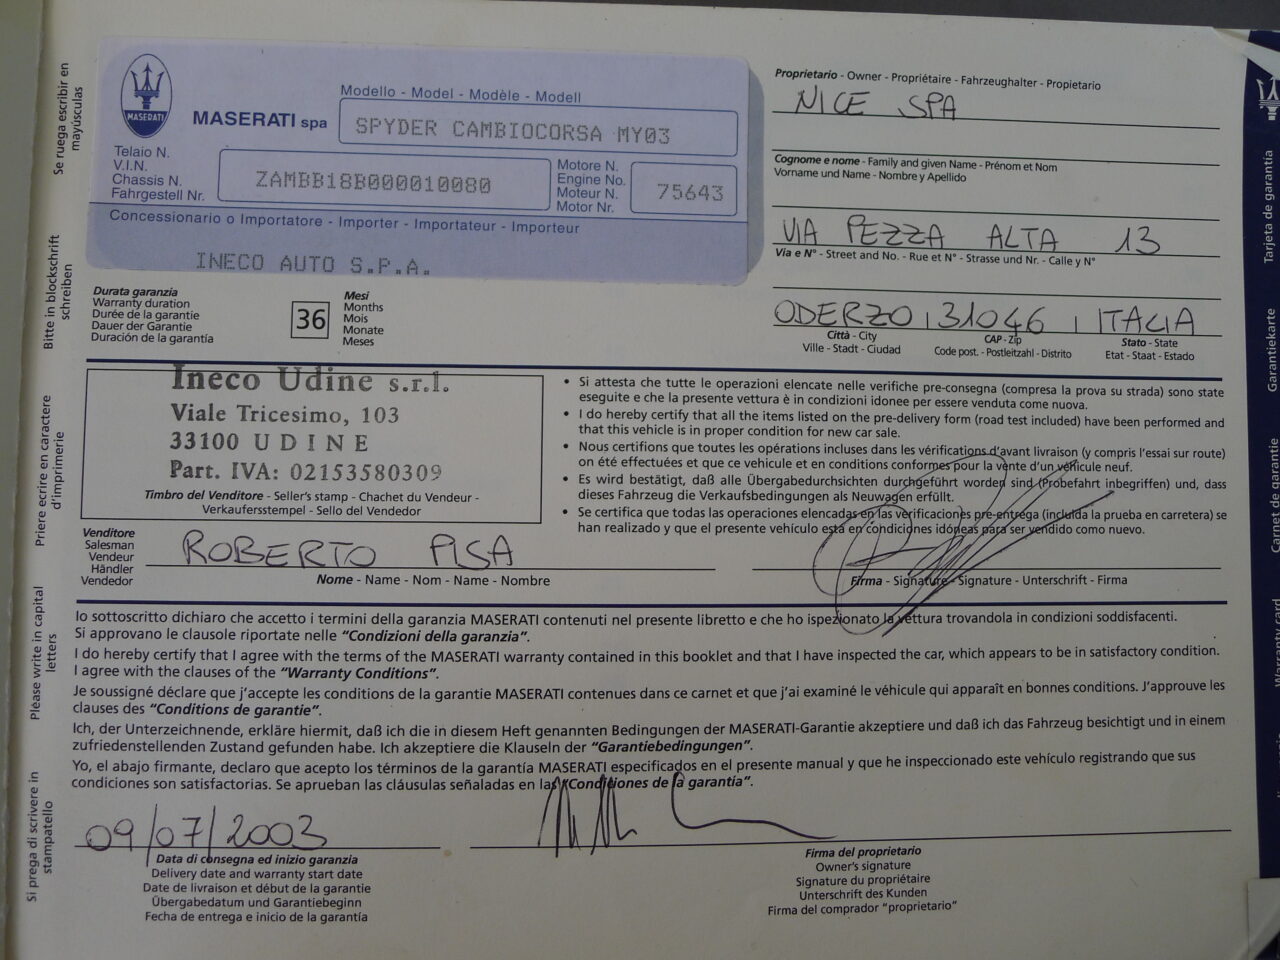 MASERATI
MASERATI spa
Modello - Model - Modèle - Modell
SPYDER CAMBIOCORSA MY03
Telaio N.
V.I.N.
Chassis N.
Fahrgestell Nr.
ZAMBB18B000010080
Motore N.
Engine No.
Moteur N.
Motor Nr.
75643
Concessionario o Importatore - Importer - Importateur - Importeur
INECO AUTO S.P.A.
Proprietario - Owner - Propriétaire - Fahrzeughalter - Propietario
NICE SPA
Cognome e nome - Family and given Name - Prénom et Nom
Vorname und Name - Nombre y Apellido
VIA PEZZA ALTA 13
Via e N° - Street and No. - Rue et N° - Strasse und Nr. - Calle y N°
ODERZO 31046 ITALIA
Città - City
Ville - Stadt - Ciudad
CAP - Zip
Code post. - Postleitzahl - Distrito
Stato - State
Etat - Staat - Estado
Durata garanzia
Warranty duration
Durée de la garantie
Dauer der Garantie
Duración de la garantía
36
Mesi
Months
Mois
Monate
Meses
Ineco Udine s.r.l.
Viale Tricesimo, 103
33100 UDINE
Part. IVA: 02153580309
Timbro del Venditore - Seller's stamp - Chachet du Vendeur -
Verkaufersstempel - Sello del Vendedor
• Si attesta che tutte le operazioni elencate nelle verifiche pre-consegna (compresa la prova su strada) sono state
eseguite e che la presente vettura è in condizioni idonee per essere venduta come nuova.
• I do hereby certify that all the items listed on the pre-delivery form (road test included) have been performed and
that this vehicle is in proper condition for new car sale.
• Nous certifions que toutes les opérations incluses dans les vérifications d'avant livraison (y compris l'essai sur route)
on été effectuées et que ce vehicule et en conditions conformes pour la vente d'un véhicule neuf.
• Es wird bestätigt, daß alle Übergabedurchsichten durchgeführt worden sind (Probefahrt inbegriffen) und, dass
dieses Fahrzeug die Verkaufsbedingungen als Neuwagen erfüllt.
• Se certifica que todas las operaciones elencadas en las verificaciones pre-entrega (incluida la prueba en carretera) se
han realizado y que el presente vehículo está en condiciones idóneas para ser vendido como nuevo.
Venditore
Salesman
Vendeur
Händler
Vendedor
ROBERTO PISA
Nome - Name - Nom - Name - Nombre
Firma - Signature - Signature - Unterschrift - Firma
Io sottoscritto dichiaro che accetto i termini della garanzia MASERATI contenuti nel presente libretto e che ho ispezionato la vettura trovandola in condizioni soddisfacenti.
Si approvano le clausole riportate nelle "Condizioni della garanzia".
I do hereby certify that I agree with the terms of the MASERATI warranty contained in this booklet and that I have inspected the car, which appears to be in satisfactory condition.
I agree with the clauses of the "Warranty Conditions".
Je soussigné déclare que j'accepte les conditions de la garantie MASERATI contenues dans ce carnet et que j'ai examiné le véhicule qui apparaît en bonnes conditions. J'approuve les
clauses des "Conditions de garantie".
Ich, der Unterzeichnende, erkläre hiermit, daß ich die in diesem Heft genannten Bedingungen der MASERATI-Garantie akzeptiere und daß ich das Fahrzeug besichtigt und in einem
zufriedenstellenden Zustand gefunden habe. Ich akzeptiere die Klauseln der "Garantiebedingungen".
Yo, el abajo firmante, declaro que acepto los términos de la garantía MASERATI especificados en el presente manual y que he inspeccionado este vehículo registrando que sus
condiciones son satisfactorias. Se aprueban las cláusulas señaladas en las "Condiciones de la garantía".
09/07/2003
Data di consegna ed inizio garanzia
Delivery date and warranty start date
Date de livraison et début de la garantie
Übergabedatum und Garantiebeginn
Fecha de entrega e inicio de la garantía
Firma del proprietario
Owner's signature
Signature du propriétaire
Unterschrift des Kunden
Firma del comprador "proprietario"
Se ruega escribir en
mayúsculas
Bitte in blockschrift
schreiben
Priere ecrire en caractere
d'imprimerie
Please write in capital
letters
Si prega di scrivere in
stampatello
Tarjeta de garantía
Garantiekarte
Carnet de garantie
Warranty card